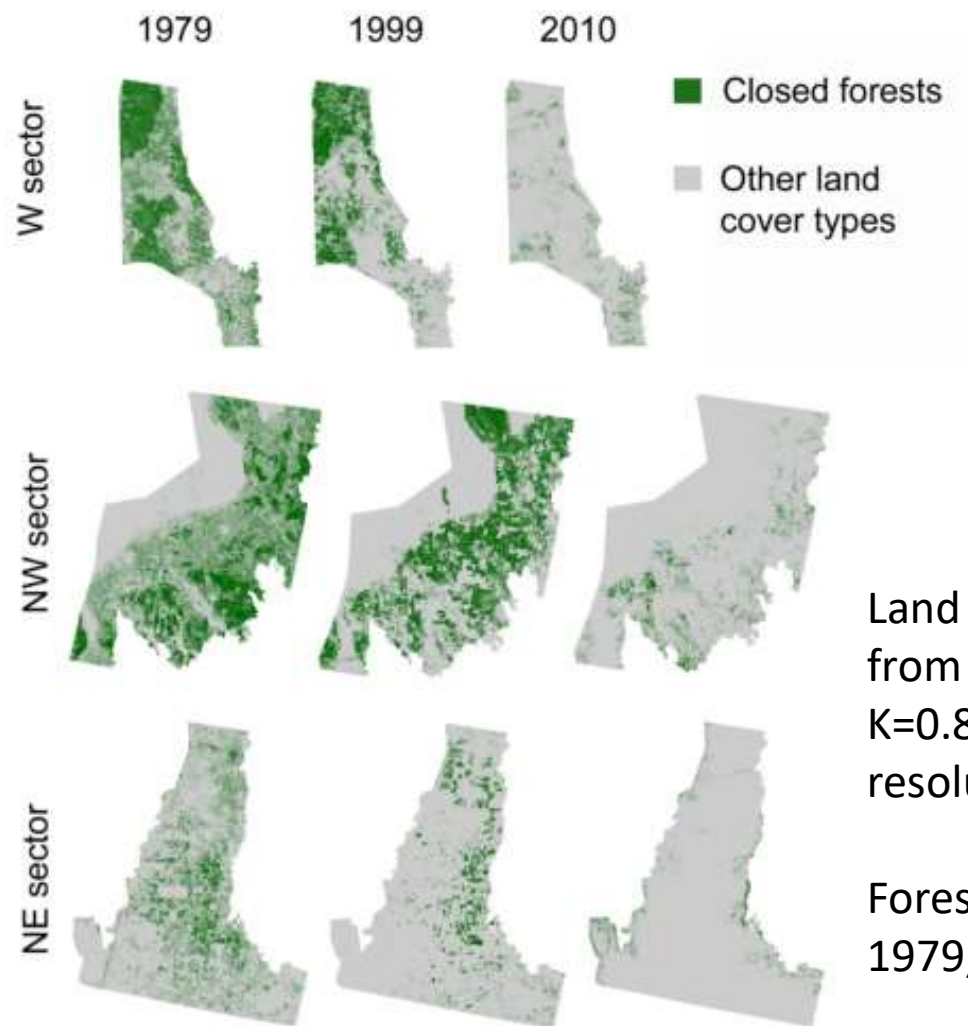 1979 1999 2010
Closed forests
Other land
cover types
W sector
NW sector
NE sector
Land
from
K=0.8
resolu
Fores
1979,